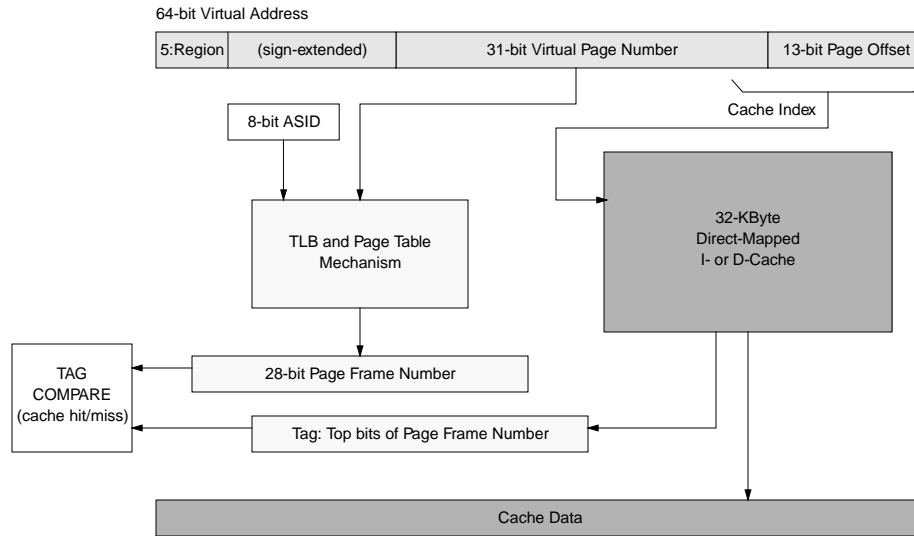 64-bit Virtual Address
5:Region
(sign-extended)
31-bit Virtual Page Number
13-bit Page Offset
Cache Index
8-bit ASID
TLB and Page Table
Mechanism
32-KByte
Direct-Mapped
I- or D-Cache
TAG
COMPARE
(cache hit/miss)
28-bit Page Frame Number
Tag: Top bits of Page Frame Number
Cache Data